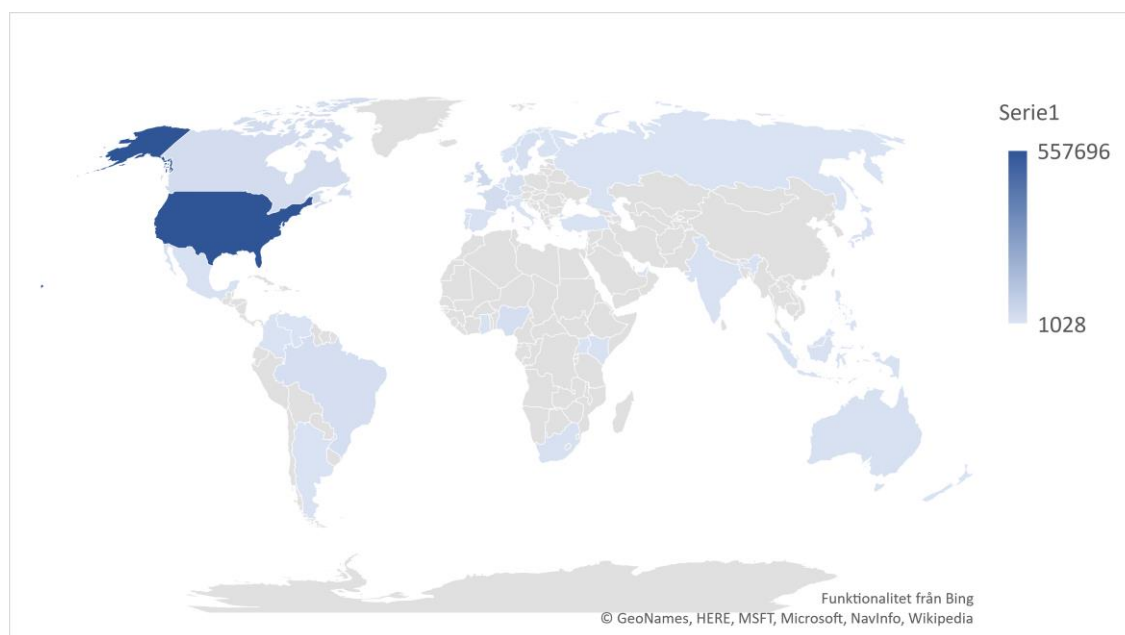 Serie1
557696
1028
Funktionalitet från Bing
© GeoNames, HERE, MSFT, Microsoft, NavInfo, Wikipedia